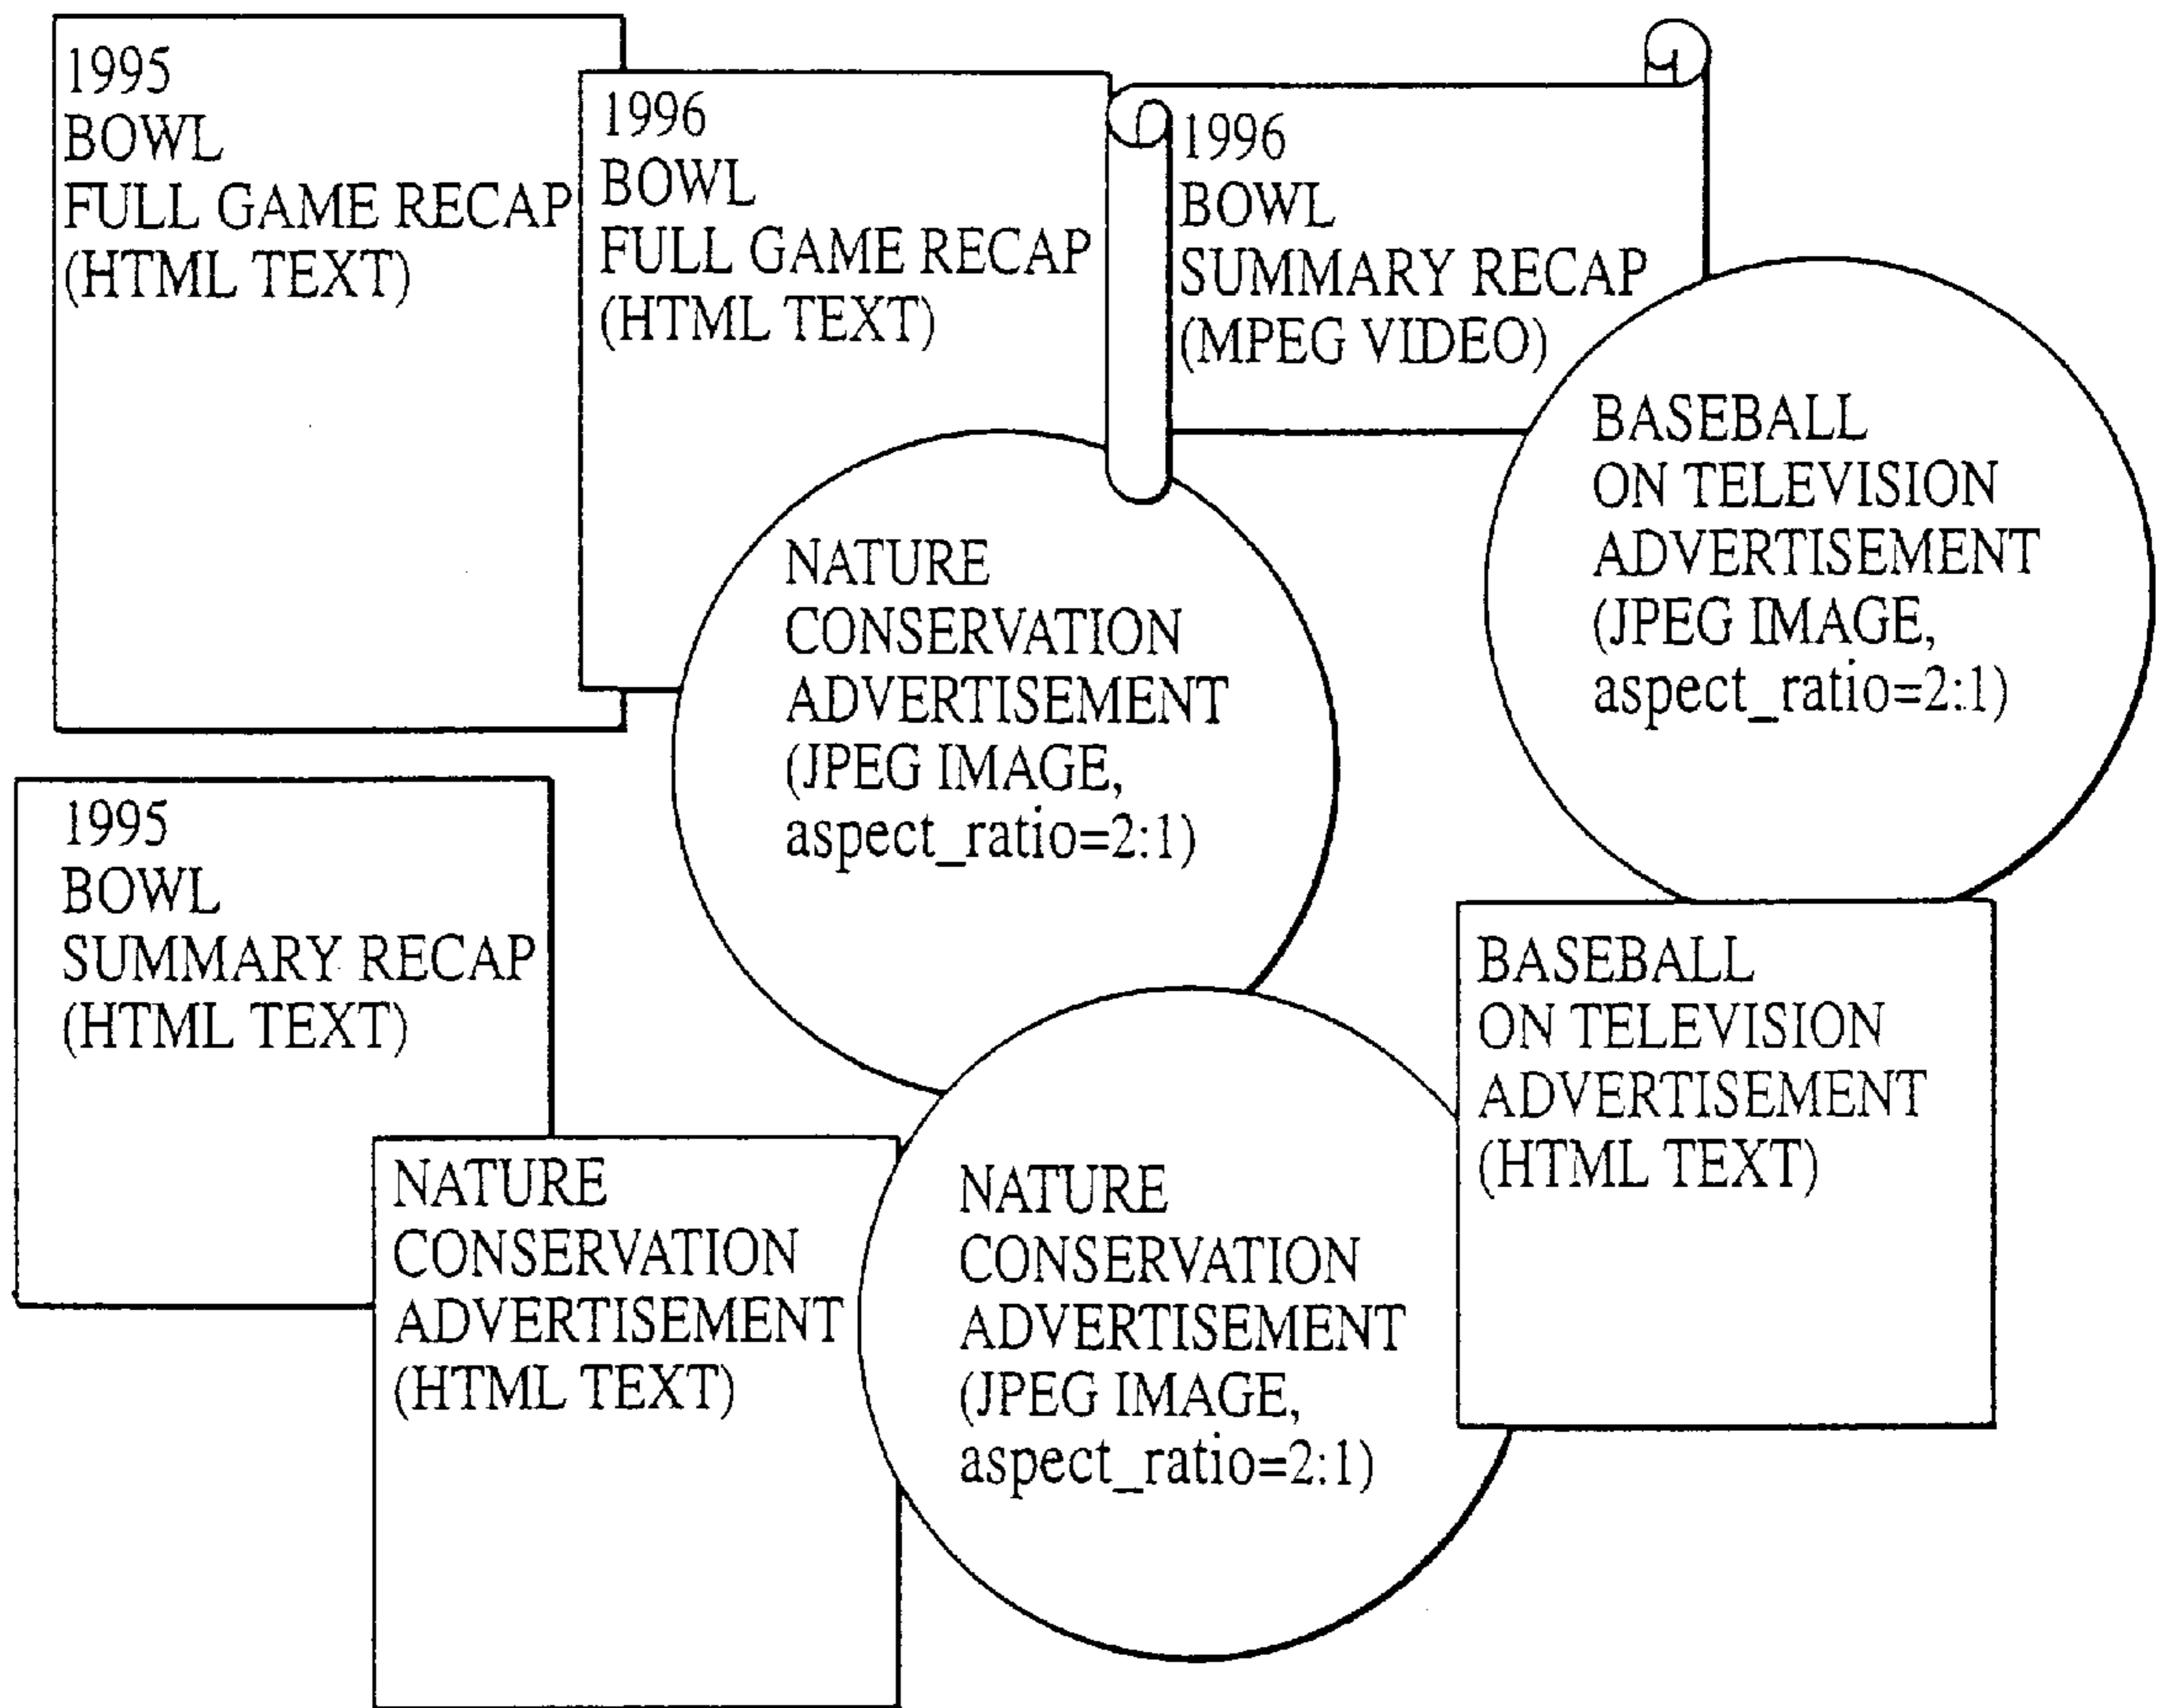 1995
BOWL
FULL GAME RECAP
(HTML TEXT)
1996
BOWL
FULL GAME RECAP
(HTML TEXT)
1996
BOWL
SUMMARY RECAP
(MPEG VIDEO)
BASEBALL
ON TELEVISION
ADVERTISEMENT
(JPEG IMAGE,
aspect_ratio=2:1)
NATURE
CONSERVATION
ADVERTISEMENT
(JPEG IMAGE,
aspect_ratio=2:1)
1995
BOWL
SUMMARY RECAP
(HTML TEXT)
BASEBALL
ON TELEVISION
ADVERTISEMENT
(HTML TEXT)
NATURE
CONSERVATION
ADVERTISEMENT
(HTML TEXT)
NATURE
CONSERVATION
ADVERTISEMENT
(JPEG IMAGE,
aspect_ratio=2:1)